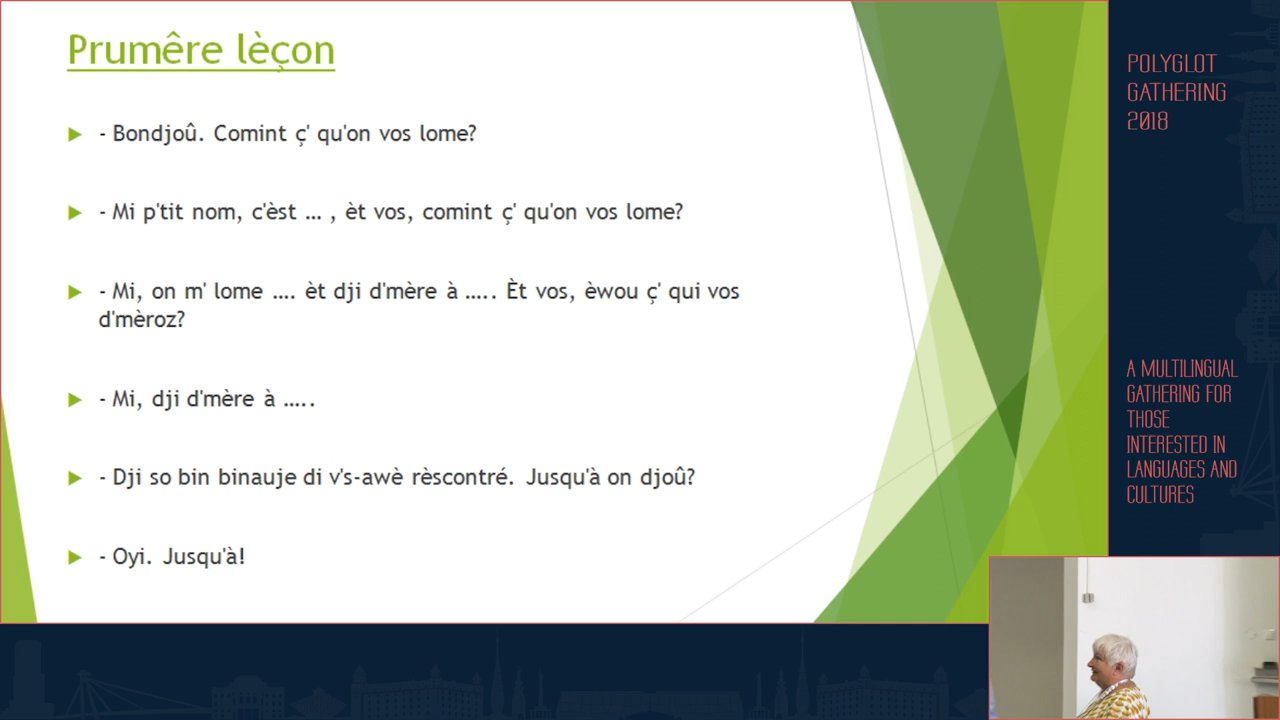 Prumêre lèçon
- Bondjoû. Comint ç' qu'on vos lome?
- Mi p'tit nom, c'èst … , èt vos, comint ç' qu'on vos lome?
- Mi, on m' lome …. èt dji d'mère à ….. Èt vos, èwou ç' qui vos
d'mèroz?
- Mi, dji d'mère à …..
- Dji so bin binauje di v's-awè rèscontré. Jusqu'à on djoû?
- Oyi. Jusqu'à!
POLYGLOT
GATHERING
2018
A MULTILINGUAL
GATHERING FOR
THOSE
INTERESTED IN
LANGUAGES AND
CULTURES